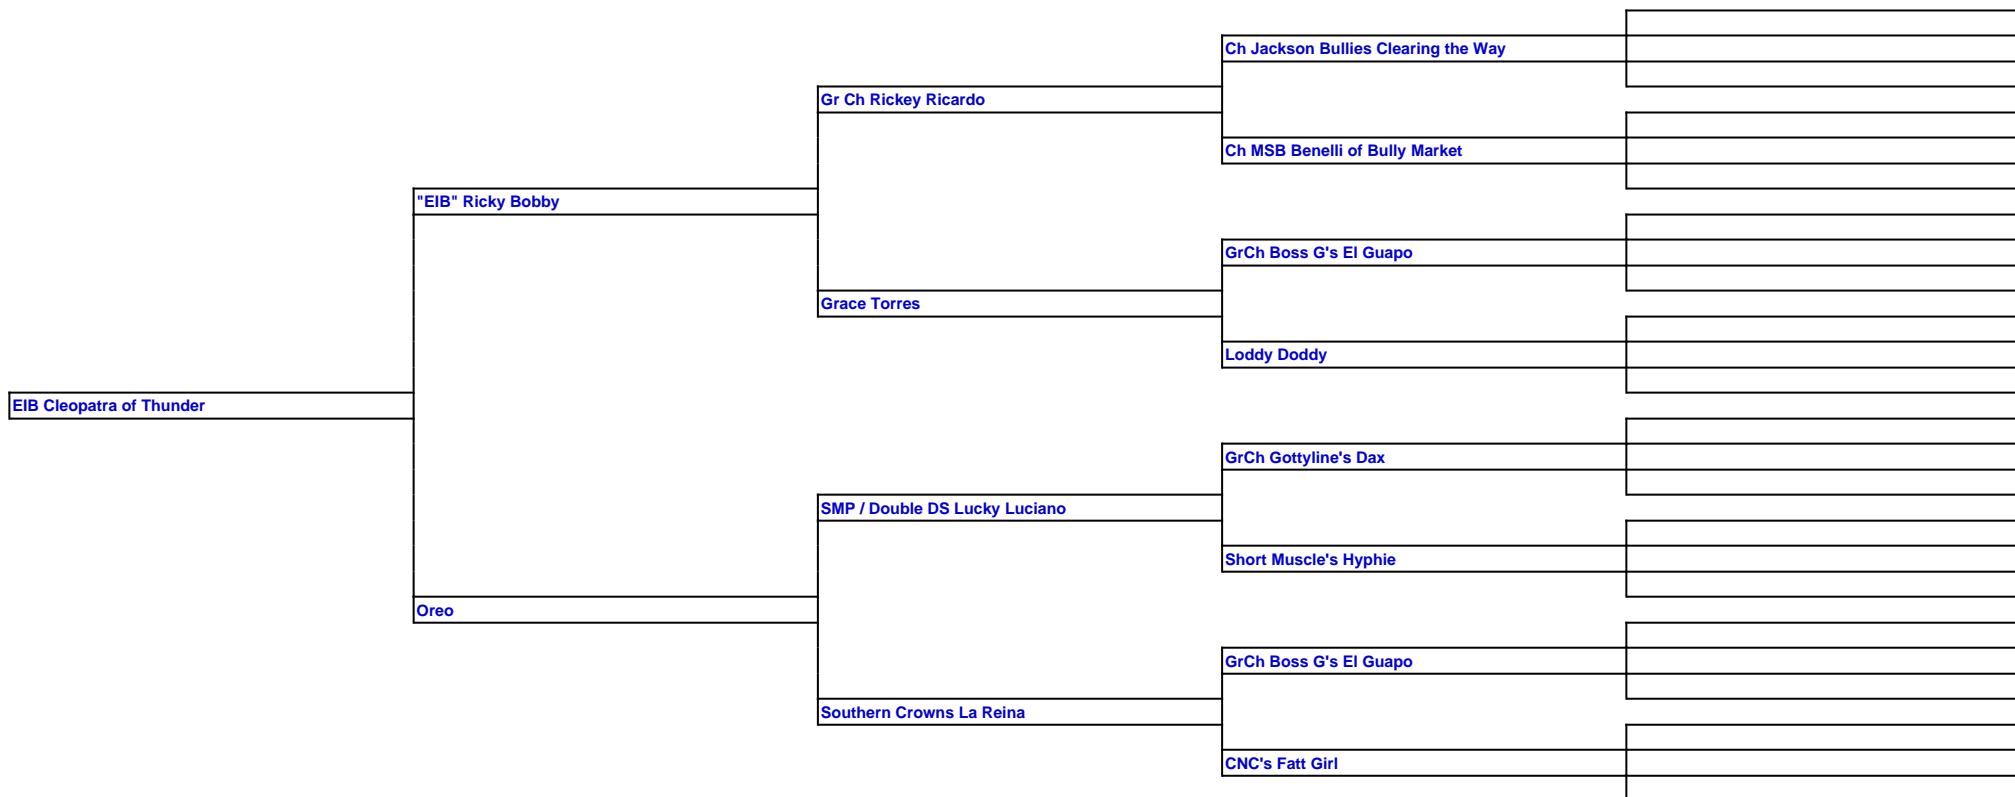 Ch Jackson Bullies Clearing the Way
Gr Ch Rickey Ricardo
Ch MSB Benelli of Bully Market
"EIB" Ricky Bobby
GrCh Boss G's El Guapo
Grace Torres
Loddy Doddy
EIB Cleopatra of Thunder
GrCh Gottyline's Dax
SMP / Double DS Lucky Luciano
Short Muscle's Hyphie
Oreo
GrCh Boss G's El Guapo
Southern Crowns La Reina
CNC's Fatt Girl